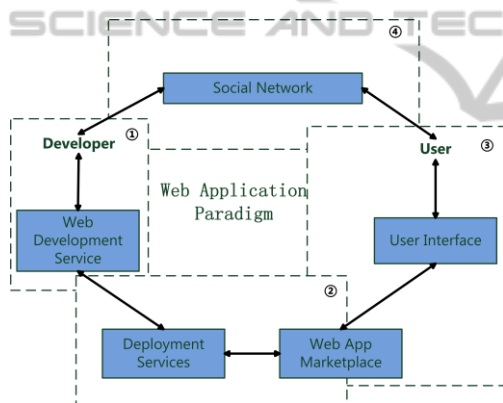 SCIENCE AND TEC
④
Social Network
①
Developer
③
User
Web Application
Paradigm
Web
Development
Service
User Interface
②
Deployment
Services
Web App
Marketplace